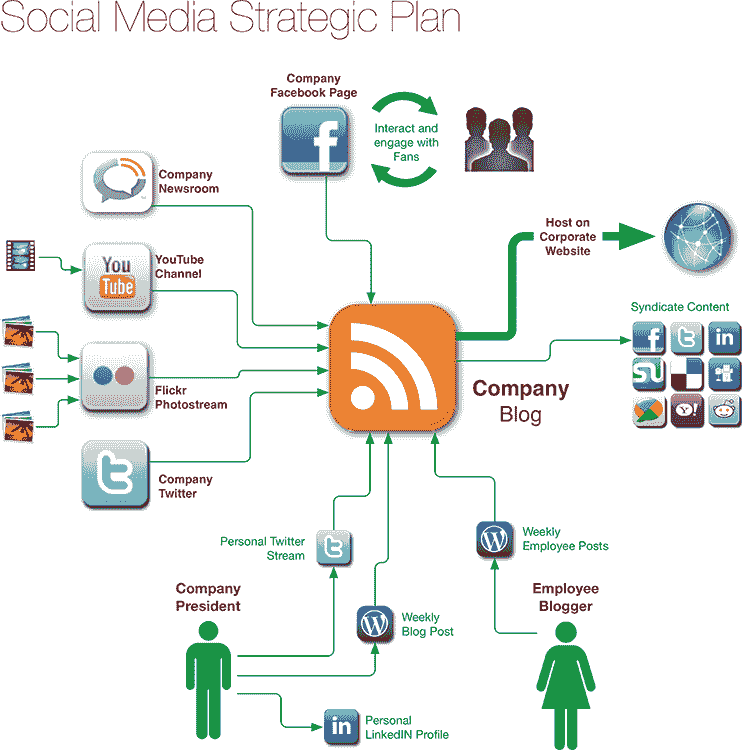 Social Media Strategic Plan
Company
Facebook Page
Interact and
engage with
Fans
Company
Newsroom
Host on
Corporate
Website
YouTube
Channel
You
Tube
Syndicate Content
f
t
in
Flickr
Photostream
Company
Blog
Y!
Company
Twitter
Personal Twitter
Stream
Weekly
Employee Posts
Company
President
Employee
Blogger
Weekly
Blog Post
in
Personal
LinkedIN Profile